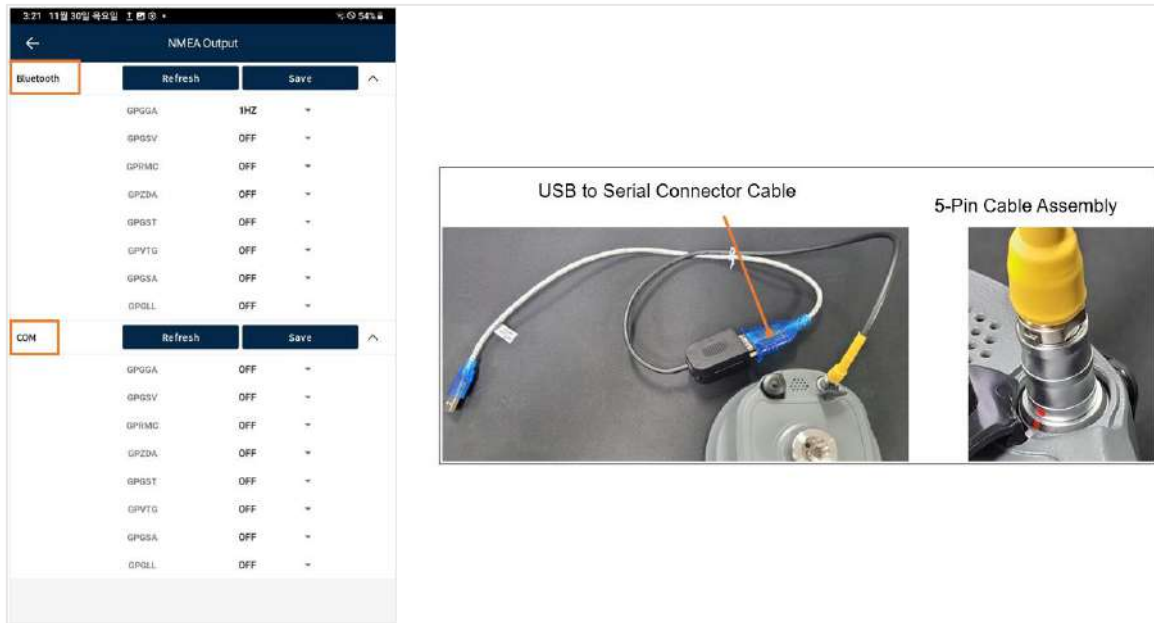 3:21 11월 30일 목요일
54%
NMEA Output
Bluetooth Refresh Save
GPGGA 1HZ
GPGSV OFF
GPRMC OFF
GPZDA OFF
GPGST OFF
GPVTG OFF
GPGSA OFF
GPGLL OFF
COM Refresh Save
GPGGA OFF
GPGSV OFF
GPRMC OFF
GPZDA OFF
GPGST OFF
GPVTG OFF
GPGSA OFF
GPGLL OFF
USB to Serial Connector Cable
5-Pin Cable Assembly